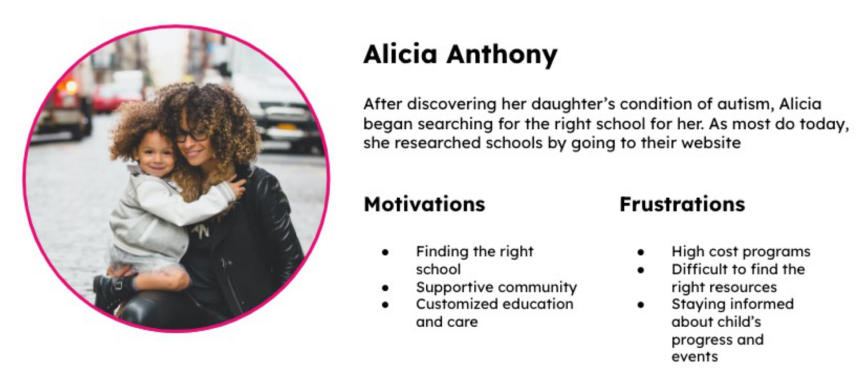 Alicia Anthony
After discovering her daughter’s condition of autism, Alicia
began searching for the right school for her. As most do today,
she researched schools by going to their website
Motivations
● Finding the right
school
● Supportive community
● Customized education
and care
Frustrations
● High cost programs
● Difficult to find the
right resources
● Staying informed
about child’s
progress and
events